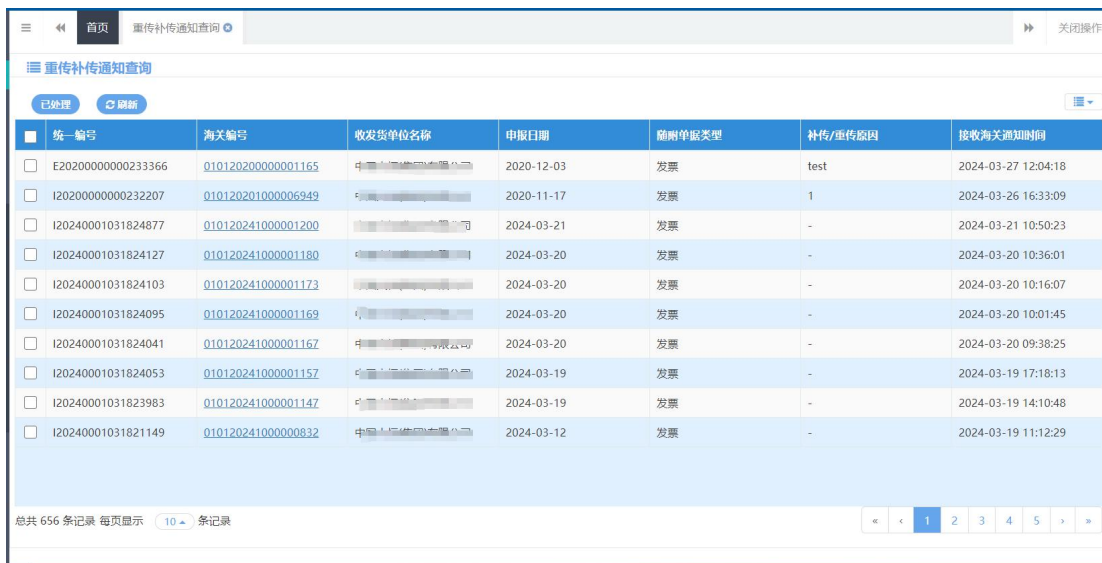 首页 重传补传通知查询 关闭操作
重传补传通知查询
已处理 刷新
统一编号 海关编号 收发货单位名称 申报日期 随附单据类型 补传/重传原因 接收海关通知时间
E20200000000233366 010120200000001165 2020-12-03 发票 test 2024-03-27 12:04:18
I20200000000232207 010120201000006949 2020-11-17 发票 1 2024-03-26 16:33:09
I20240001031824877 010120241000001200 2024-03-21 发票 - 2024-03-21 10:50:23
I20240001031824127 010120241000001180 2024-03-20 发票 - 2024-03-20 10:36:01
I20240001031824103 010120241000001173 2024-03-20 发票 - 2024-03-20 10:16:07
I20240001031824095 010120241000001169 2024-03-20 发票 - 2024-03-20 10:01:45
I20240001031824041 010120241000001167 2024-03-20 发票 - 2024-03-20 09:38:25
I20240001031824053 010120241000001157 2024-03-19 发票 - 2024-03-19 17:18:13
I20240001031823983 010120241000001147 2024-03-19 发票 - 2024-03-19 14:10:48
I20240001031821149 010120241000000832 2024-03-12 发票 - 2024-03-19 11:12:29
总共 656 条记录 每页显示 10 条记录 « ‹ 1 2 3 4 5 › »